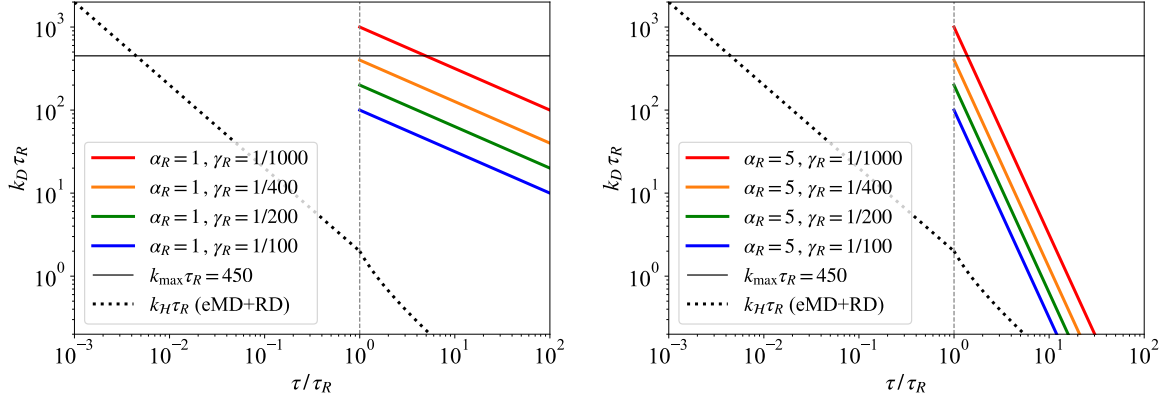 10^3
10^2
10^1
10^0
k_D τ_R
α_R = 1 , γ_R = 1/1000
α_R = 1 , γ_R = 1/400
α_R = 1 , γ_R = 1/200
α_R = 1 , γ_R = 1/100
k_max τ_R = 450
k_ℋ τ_R (eMD+RD)
10^−3
10^−2
10^−1
10^0
10^1
10^2
τ / τ_R
10^3
10^2
10^1
10^0
k_D τ_R
α_R = 5 , γ_R = 1/1000
α_R = 5 , γ_R = 1/400
α_R = 5 , γ_R = 1/200
α_R = 5 , γ_R = 1/100
k_max τ_R = 450
k_ℋ τ_R (eMD+RD)
10^−3
10^−2
10^−1
10^0
10^1
10^2
τ / τ_R